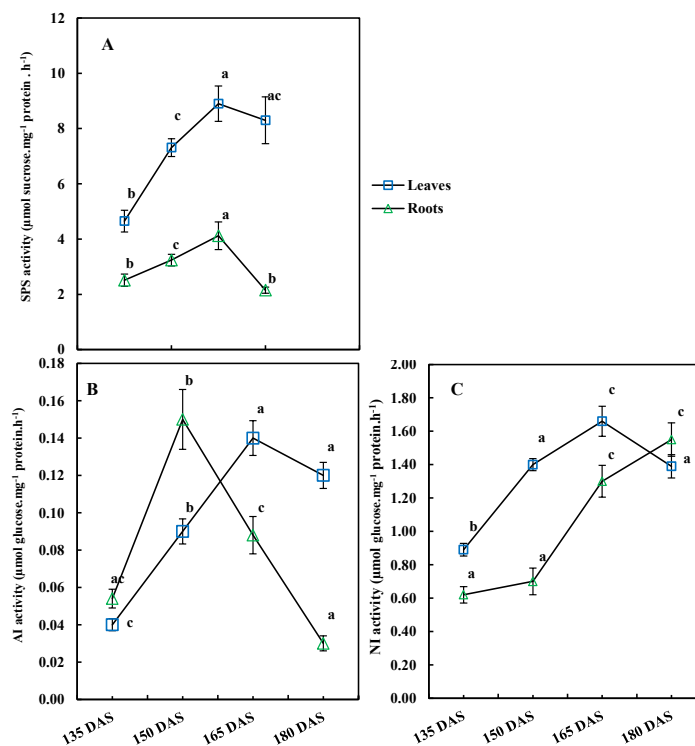 A
SPS activity (μmol sucrose.mg⁻¹ protein . h⁻¹)
12
10
8
6
4
2
0
b
c
a
ac
b
c
a
b
Leaves
Roots
B
AI activity (μmol glucose.mg⁻¹ protein.h⁻¹)
0.18
0.16
0.14
0.12
0.10
0.08
0.06
0.04
0.02
0.00
ac
c
b
b
a
c
a
a
135 DAS
150 DAS
165 DAS
180 DAS
C
NI activity (μmol glucose.mg⁻¹ protein.h⁻¹)
2.00
1.80
1.60
1.40
1.20
1.00
0.80
0.60
0.40
0.20
0.00
b
a
a
a
c
c
c
a
135 DAS
150 DAS
165 DAS
180 DAS